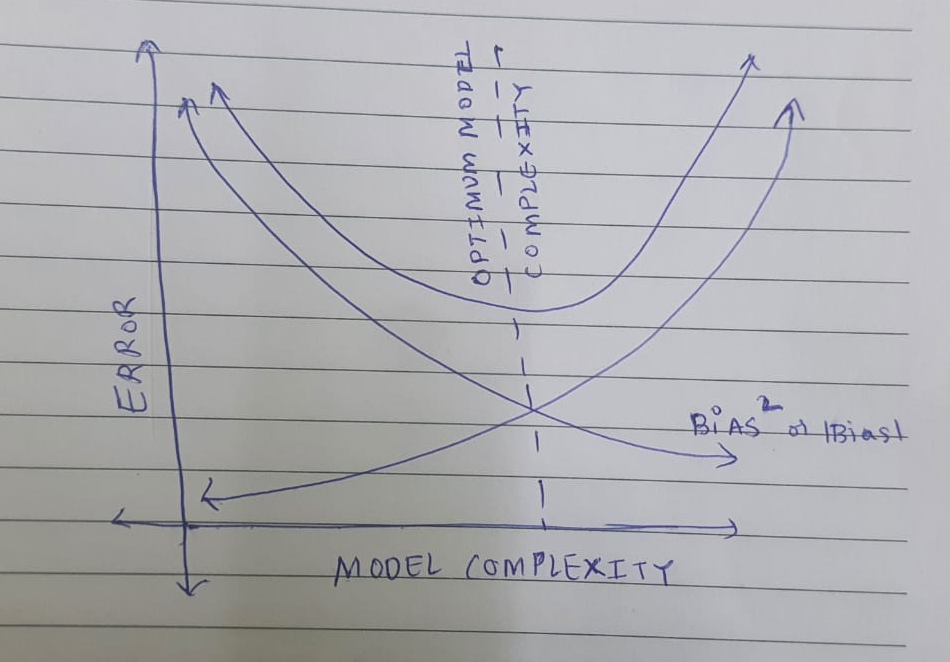 OPTIMUM MODEL
COMPLEXITY
ERROR
BiAS² or |Bias|
MODEL COMPLEXITY